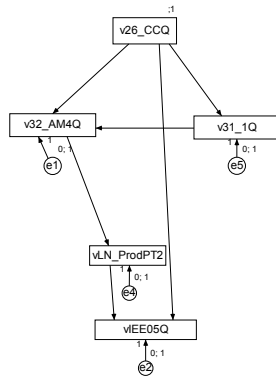 ;1
v26_CCQ
v32_AM4Q
v31_1Q
1
0; 1
e1
1
0; 1
e5
vLN_ProdPT2
1
0; 1
e4
vIEE05Q
1
0; 1
e2